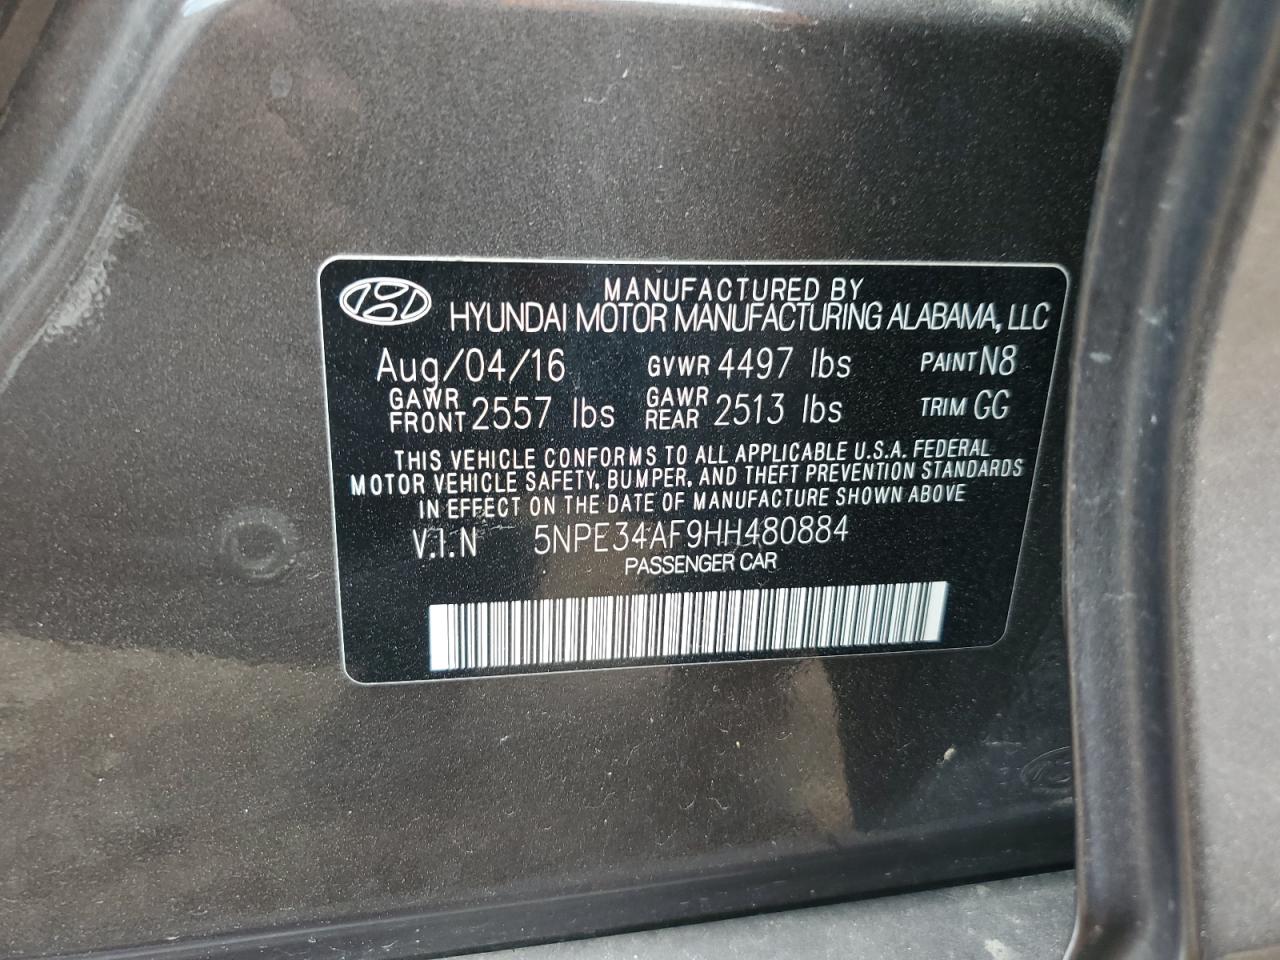 MANUFACTURED BY
HYUNDAI MOTOR MANUFACTURING ALABAMA, LLC
Aug/04/16 GVWR 4497 lbs PAINT N8
GAWR FRONT 2557 lbs GAWR REAR 2513 lbs TRIM GG
THIS VEHICLE CONFORMS TO ALL APPLICABLE U.S.A. FEDERAL
MOTOR VEHICLE SAFETY, BUMPER, AND THEFT PREVENTION STANDARDS
IN EFFECT ON THE DATE OF MANUFACTURE SHOWN ABOVE
V.I.N 5NPE34AF9HH480884
PASSENGER CAR